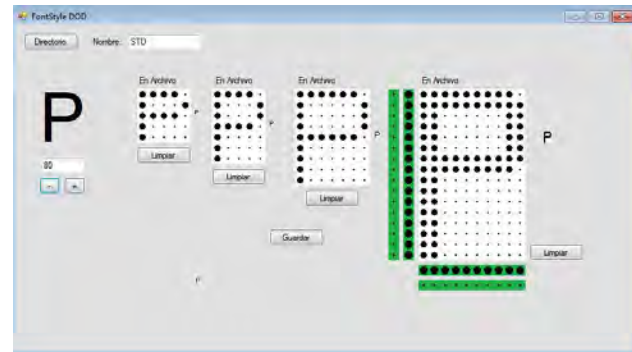 FontStyle DOD
Directorio Nombre: STD
En Archivo En Archivo En Archivo En Archivo
P
P
P
P
P
80
- +
Limpiar
Limpiar
Limpiar
Guardar
Limpiar
P